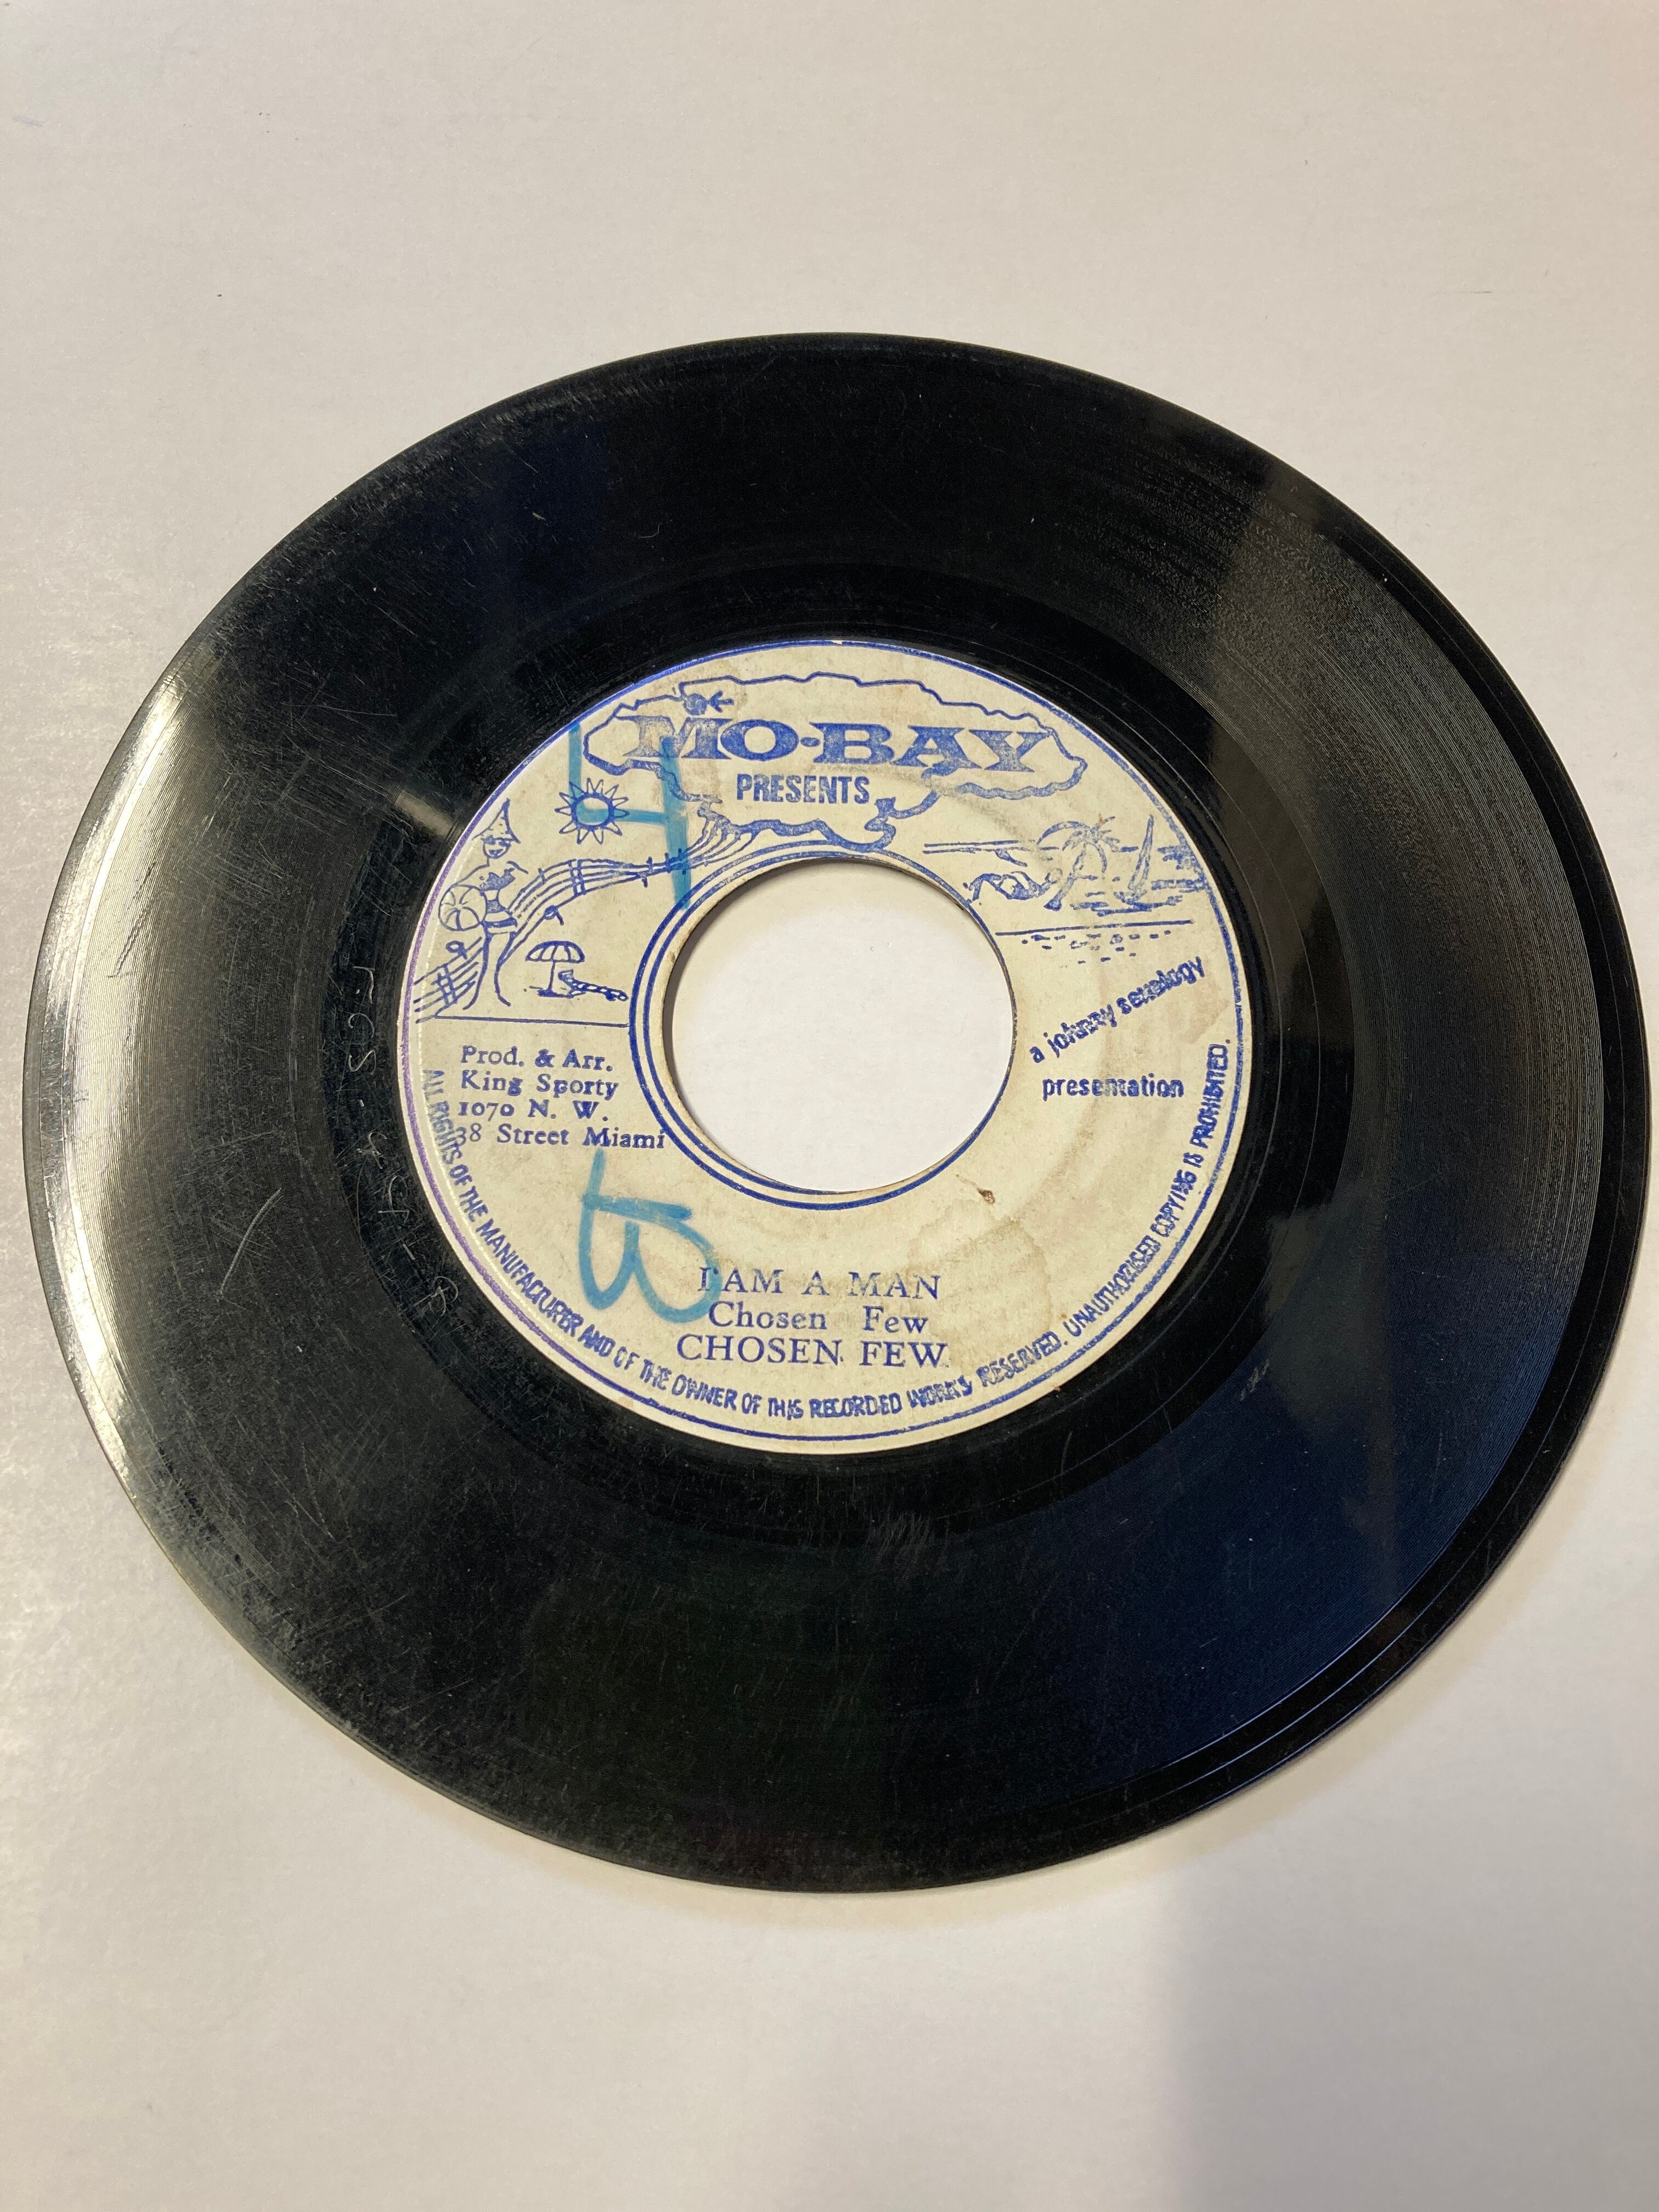 MO-BAY
PRESENTS
a johnny sexology
presentation
Prod. & Arr.
King Sporty
1070 N. W.
38 Street Miami
I AM A MAN
Chosen Few
CHOSEN FEW
ALL RIGHTS OF THE MANUFACTURER AND OF THE OWNER OF THIS RECORDED WORKS RESERVED. UNAUTHORISED COPYING IS PROHIBITED.